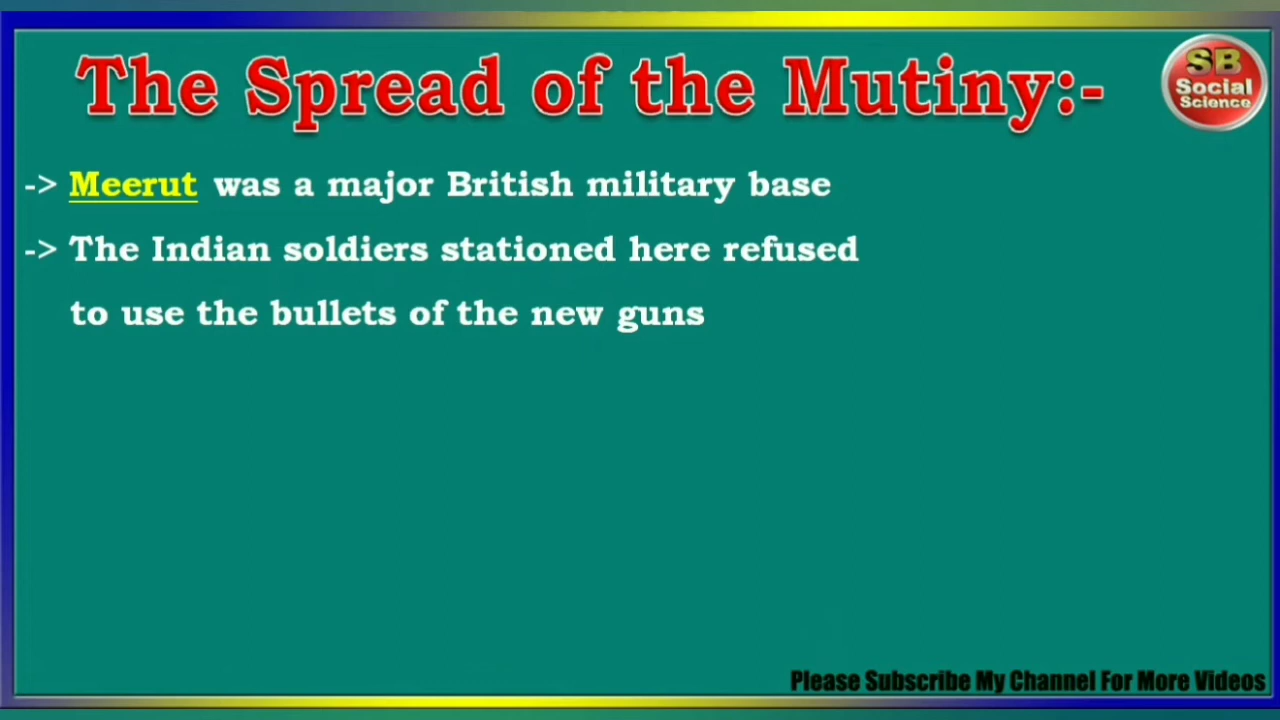 The Spread of the Mutiny:-
SB
Social
Science
-> Meerut was a major British military base
-> The Indian soldiers stationed here refused
to use the bullets of the new guns
Please Subscribe My Channel For More Videos